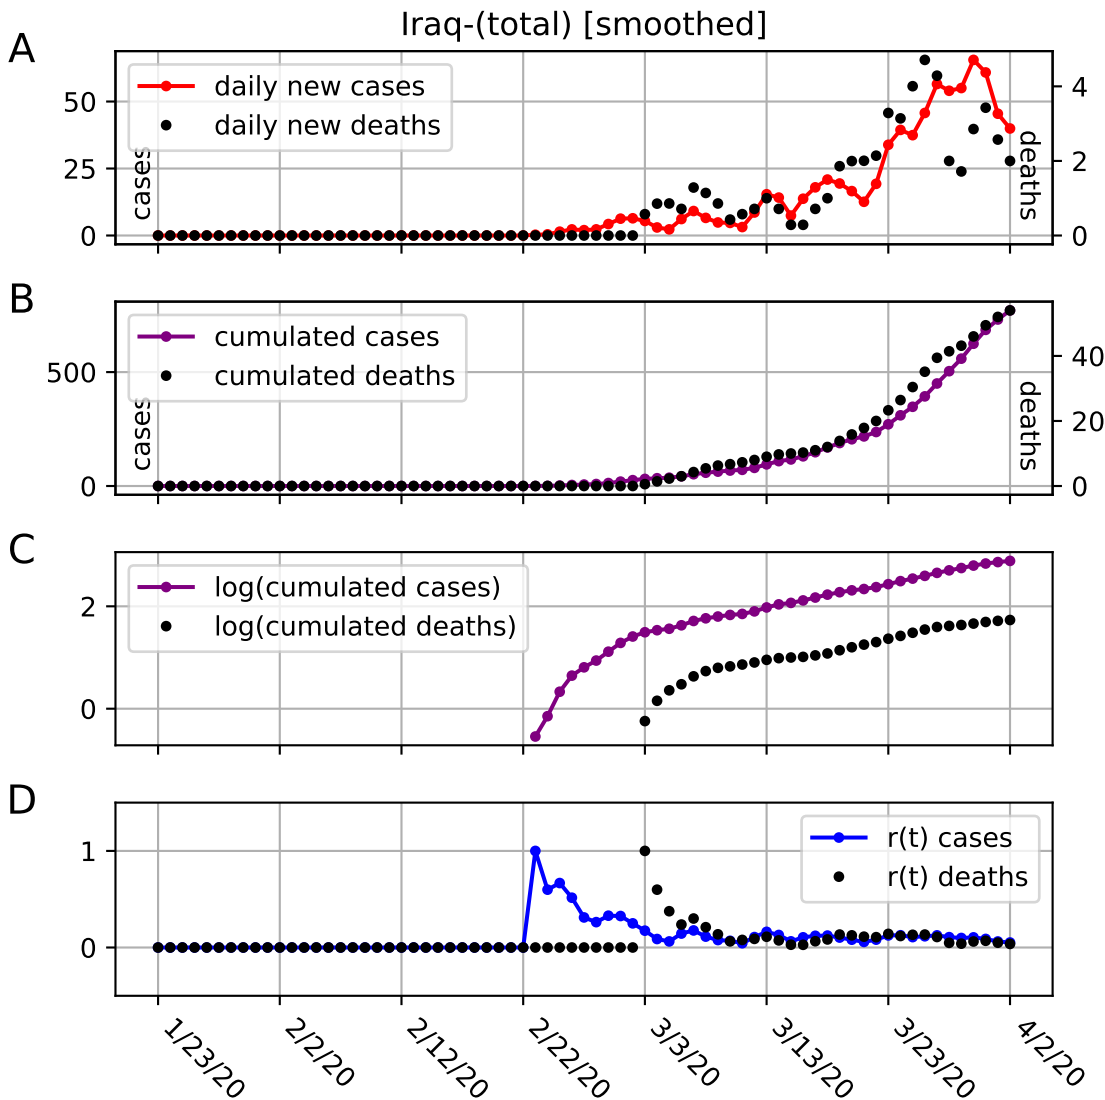 Iraq-(total) [smoothed]
A
daily new cases
daily new deaths
50
25
0
cases
4
2
0
deaths
B
cumulated cases
cumulated deaths
500
0
cases
40
20
0
deaths
C
log(cumulated cases)
log(cumulated deaths)
2
0
D
r(t) cases
r(t) deaths
1
0
1/23/20
2/2/20
2/12/20
2/22/20
3/3/20
3/13/20
3/23/20
4/2/20